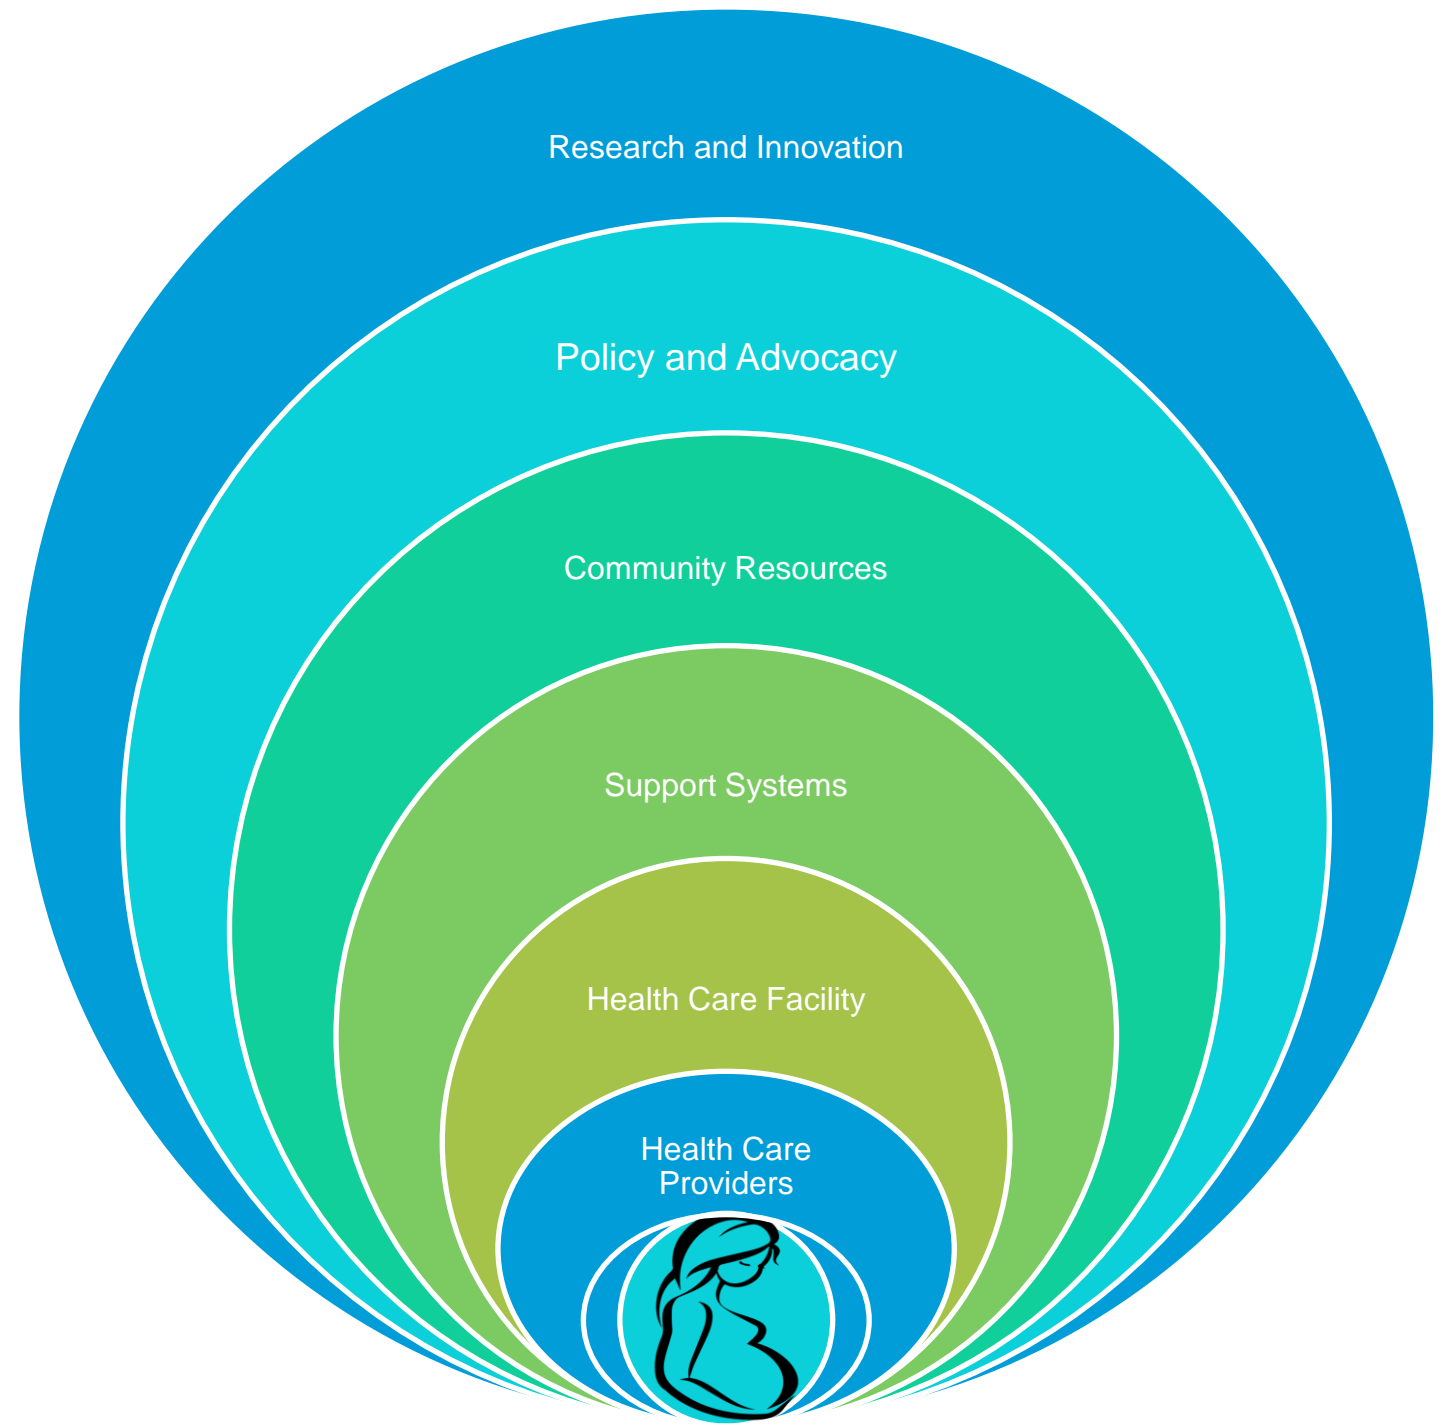 Research and Innovation
Policy and Advocacy
Community Resources
Support Systems
Health Care Facility
Health Care
Providers